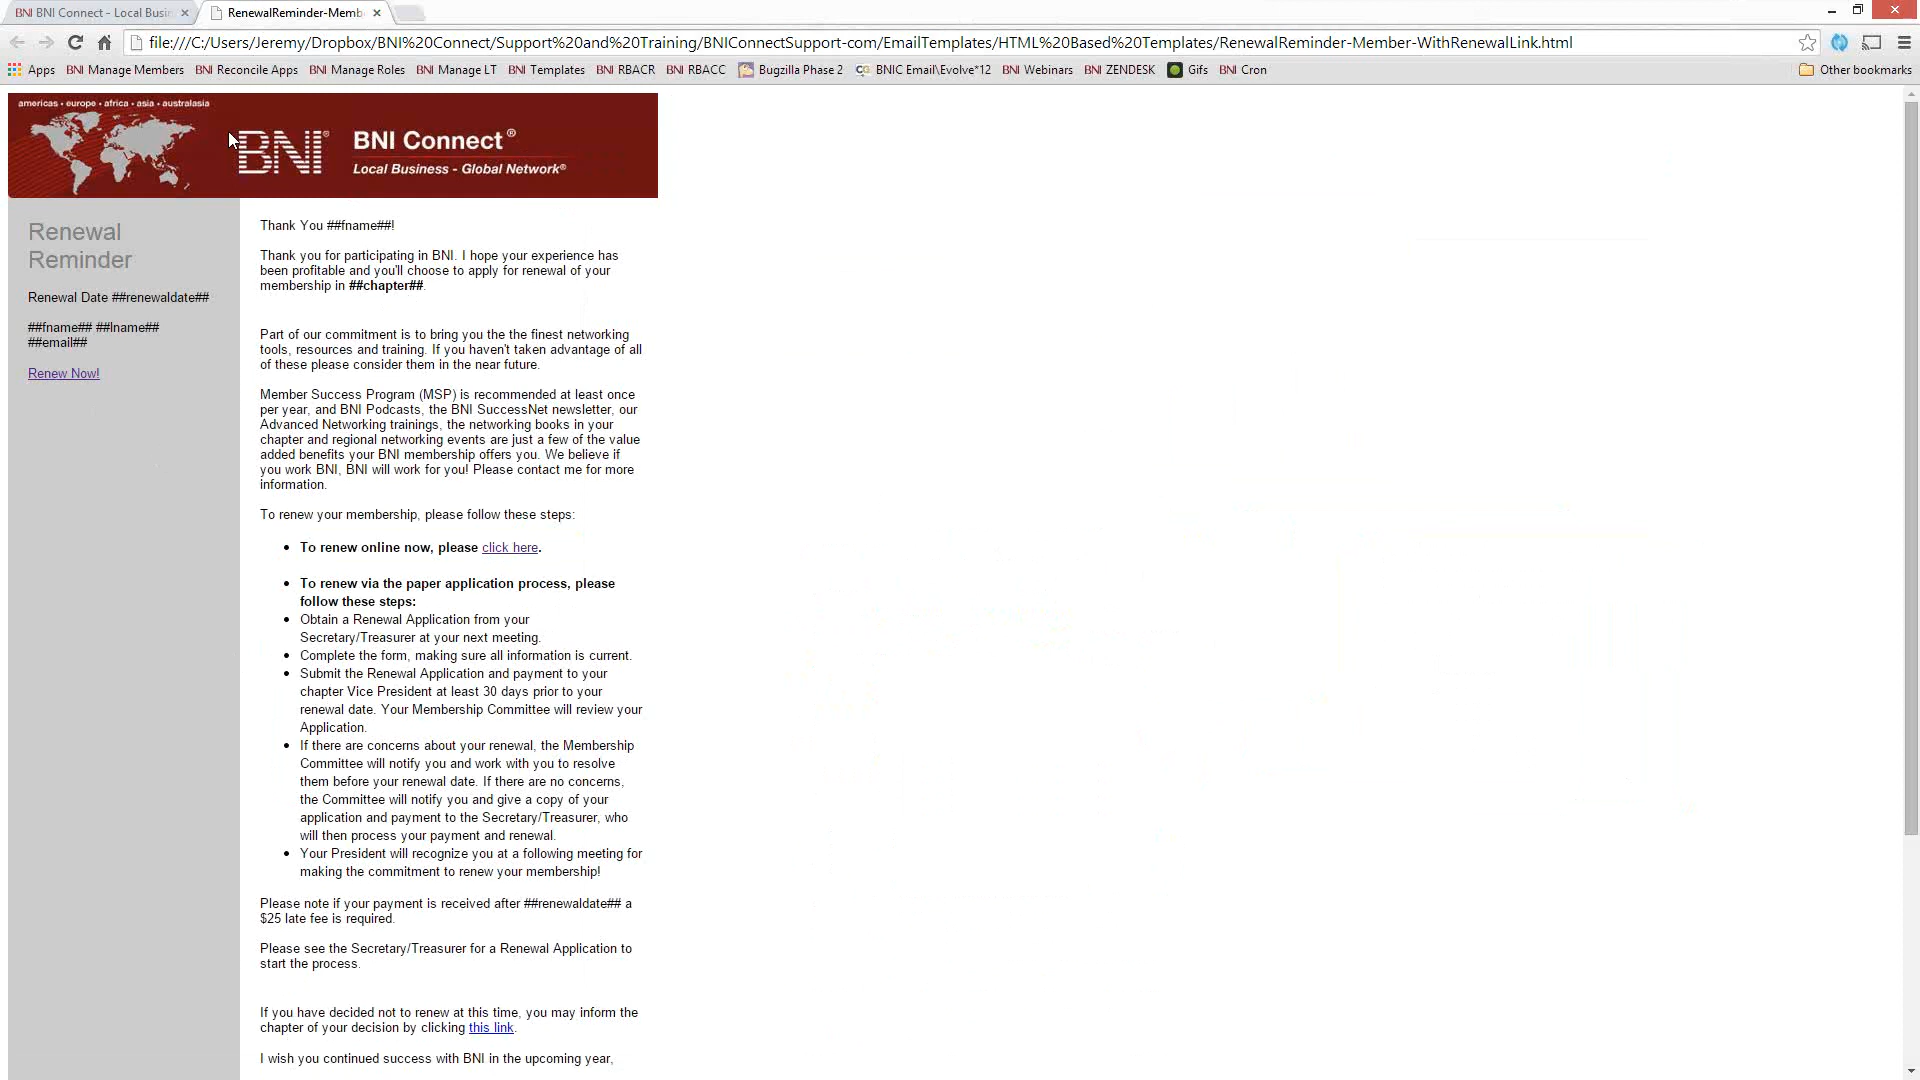 BNI BNI Connect - Local Busin
RenewalReminder-Memb
file:///C:/Users/Jeremy/Dropbox/BNI%20Connect/Support%20and%20Training/BNIConnectSupport-com/EmailTemplates/HTML%20Based%20Templates/RenewalReminder-Member-WithRenewalLink.html
Apps BNI Manage Members BNI Reconcile Apps BNI Manage Roles BNI Manage LT BNI Templates BNI RBACR BNI RBACC Bugzilla Phase 2 BNIC Email\Evolve*12 BNI Webinars BNI ZENDESK Gifs BNI Cron Other bookmarks
americas • europe • africa • asia • australasia
BNI® BNI Connect®
Local Business - Global Network®
Renewal
Reminder
Renewal Date ##renewaldate##
##fname## ##lname##
##email##
Renew Now!
Thank You ##fname##!
Thank you for participating in BNI. I hope your experience has
been profitable and you'll choose to apply for renewal of your
membership in ##chapter##.
Part of our commitment is to bring you the the finest networking
tools, resources and training. If you haven't taken advantage of all
of these please consider them in the near future.
Member Success Program (MSP) is recommended at least once
per year, and BNI Podcasts, the BNI SuccessNet newsletter, our
Advanced Networking trainings, the networking books in your
chapter and regional networking events are just a few of the value
added benefits your BNI membership offers you. We believe if
you work BNI, BNI will work for you! Please contact me for more
information.
To renew your membership, please follow these steps:
• To renew online now, please click here.
• To renew via the paper application process, please
follow these steps:
• Obtain a Renewal Application from your
Secretary/Treasurer at your next meeting.
• Complete the form, making sure all information is current.
• Submit the Renewal Application and payment to your
chapter Vice President at least 30 days prior to your
renewal date. Your Membership Committee will review your
Application.
• If there are concerns about your renewal, the Membership
Committee will notify you and work with you to resolve
them before your renewal date. If there are no concerns,
the Committee will notify you and give a copy of your
application and payment to the Secretary/Treasurer, who
will then process your payment and renewal.
• Your President will recognize you at a following meeting for
making the commitment to renew your membership!
Please note if your payment is received after ##renewaldate## a
$25 late fee is required.
Please see the Secretary/Treasurer for a Renewal Application to
start the process.
If you have decided not to renew at this time, you may inform the
chapter of your decision by clicking this link.
I wish you continued success with BNI in the upcoming year,